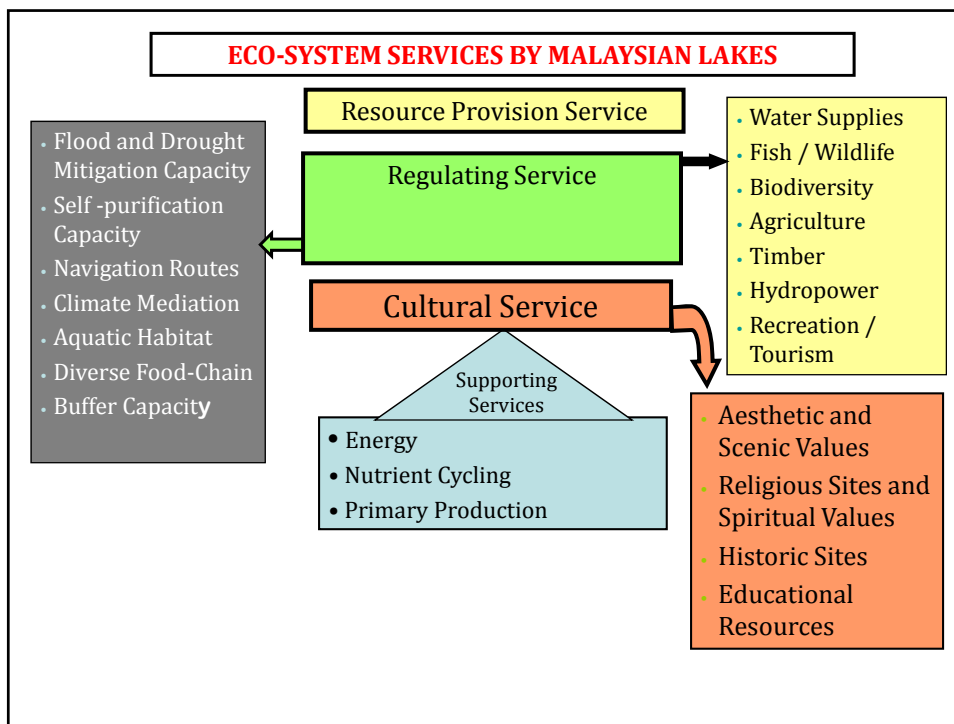 ECO-SYSTEM SERVICES BY MALAYSIAN LAKES
Resource Provision Service
Regulating Service
Cultural Service
Supporting
Services
• Energy
• Nutrient Cycling
• Primary Production
• Flood and Drought
Mitigation Capacity
• Self -purification
Capacity
• Navigation Routes
• Climate Mediation
• Aquatic Habitat
• Diverse Food-Chain
• Buffer Capacity
• Water Supplies
• Fish / Wildlife
• Biodiversity
• Agriculture
• Timber
• Hydropower
• Recreation /
Tourism
• Aesthetic and
Scenic Values
• Religious Sites and
Spiritual Values
• Historic Sites
• Educational
Resources